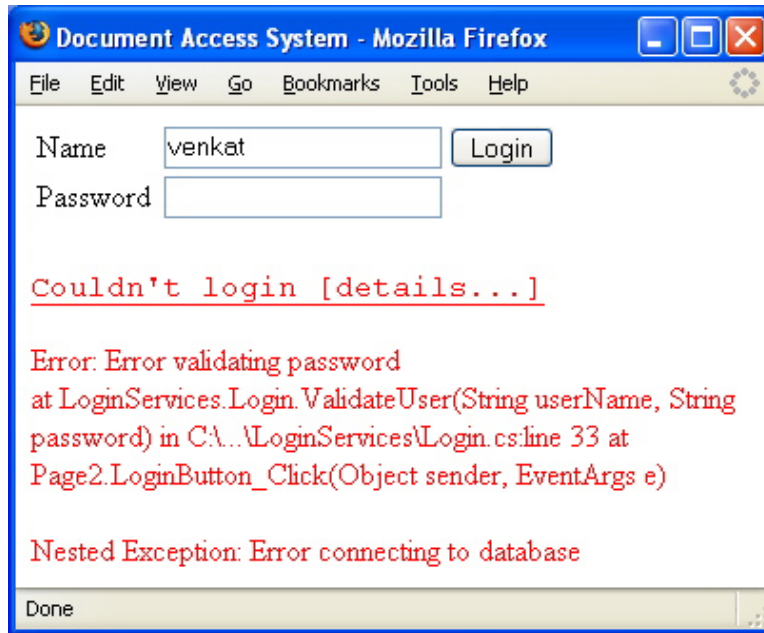 Document Access System - Mozilla Firefox
File Edit View Go Bookmarks Tools Help
Name venkat Login
Password
Couldn't login [details...]
Error: Error validating password
at LoginServices.Login.ValidateUser(String userName, String
password) in C:\...\LoginServices\Login.cs:line 33 at
Page2.LoginButton_Click(Object sender, EventArgs e)
Nested Exception: Error connecting to database
Done